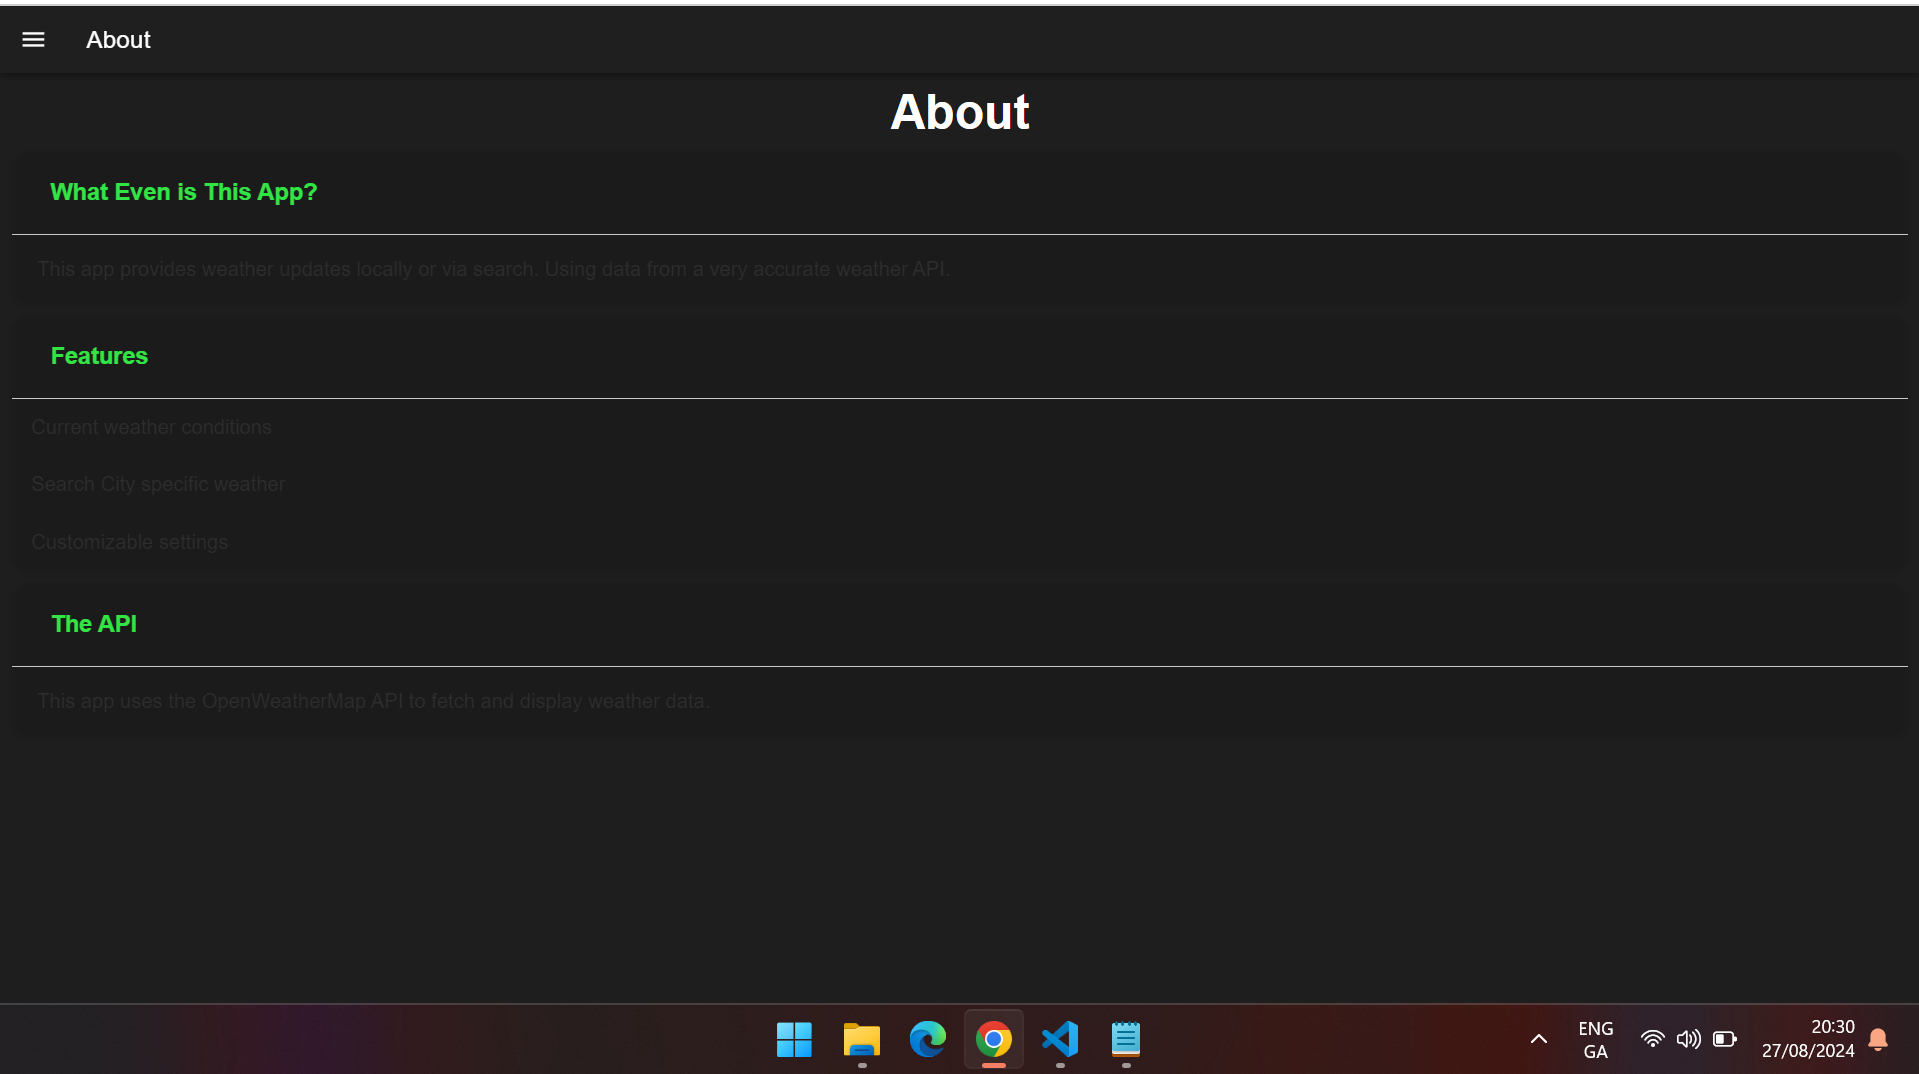 About
About
What Even is This App?
This app provides weather updates locally or via search. Using data from a very accurate weather API.
Features
Current weather conditions
Search City specific weather
Customizable settings
The API
This app uses the OpenWeatherMap API to fetch and display weather data.
ENG
GA
20:30
27/08/2024